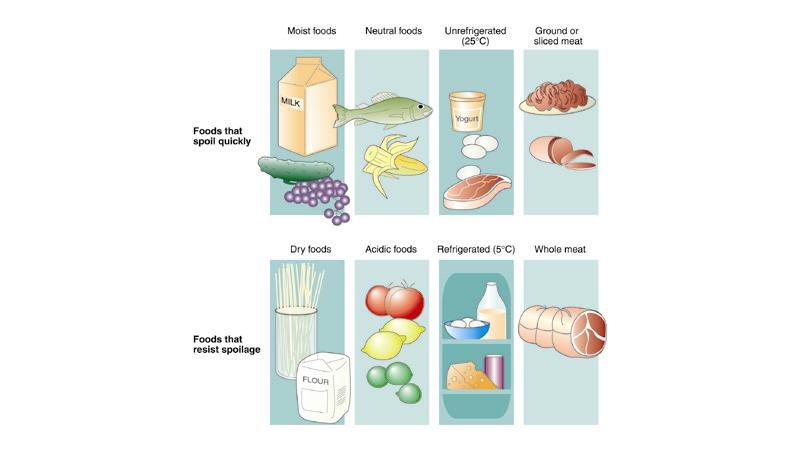 Moist foods
Neutral foods
Unrefrigerated
(25°C)
Ground or
sliced meat
Foods that
spoil quickly
MILK
Yogurt
Dry foods
Acidic foods
Refrigerated (5°C)
Whole meat
Foods that
resist spoilage
FLOUR